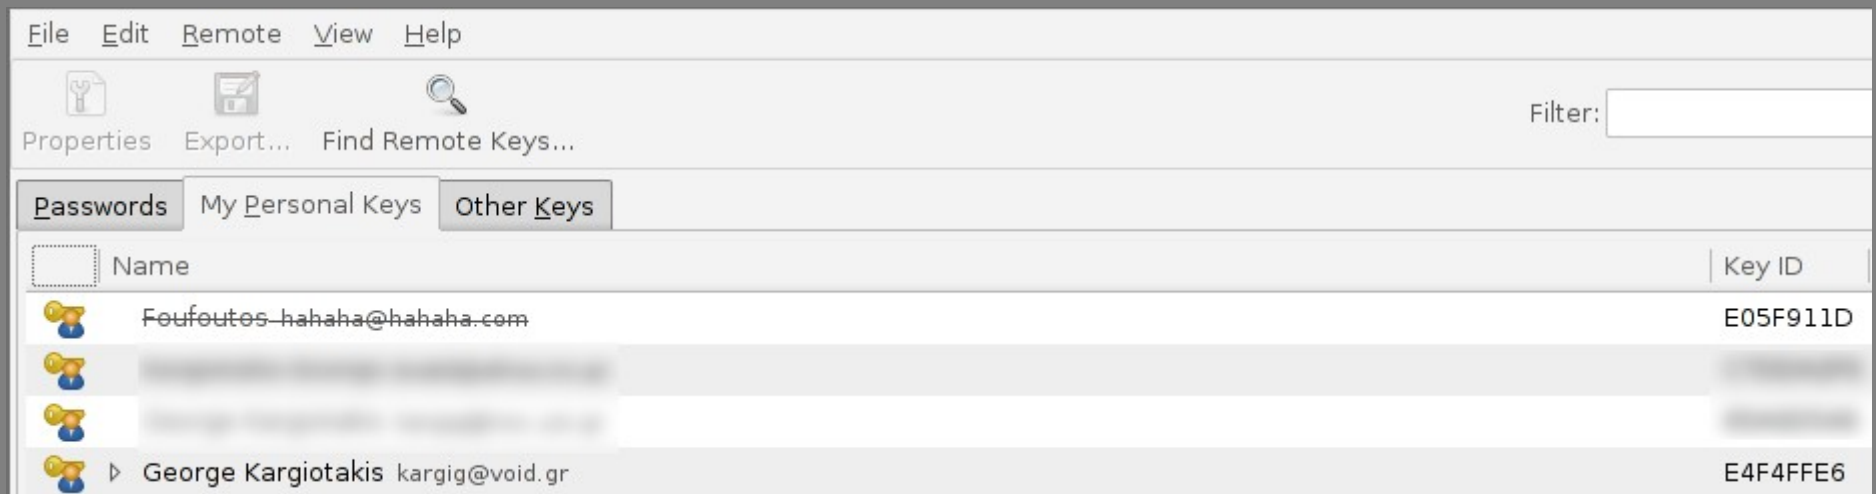 File Edit Remote View Help
Properties Export... Find Remote Keys... Filter:
Passwords My Personal Keys Other Keys
Name Key ID
Foufoutos hahaha@hahaha.com E05F911D
George Kargiotakis kargig@void.gr E4F4FFE6